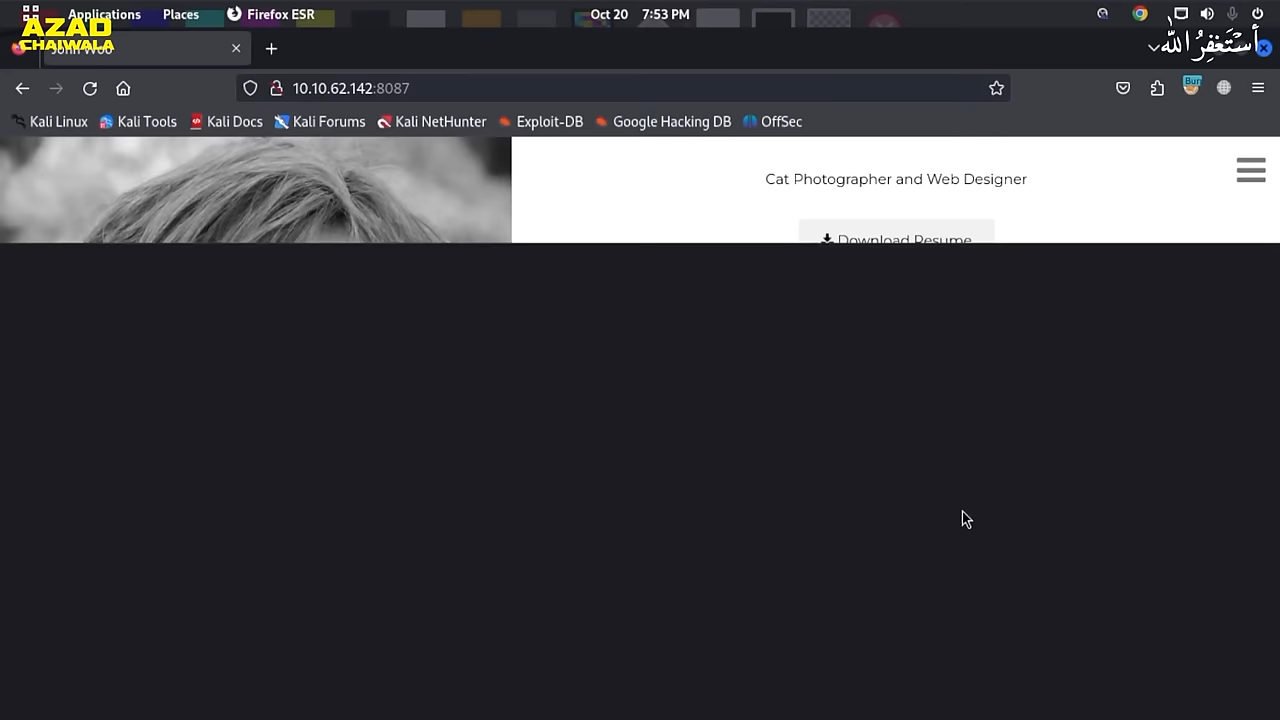 Applications Places Firefox ESR Oct 20 7:53 PM
AZAD
CHAIWALA
أَسْتَغْفِرُ اللّٰه
John Woo
10.10.62.142:8087
Kali Linux Kali Tools Kali Docs Kali Forums Kali NetHunter Exploit-DB Google Hacking DB OffSec
Cat Photographer and Web Designer
Download Resume